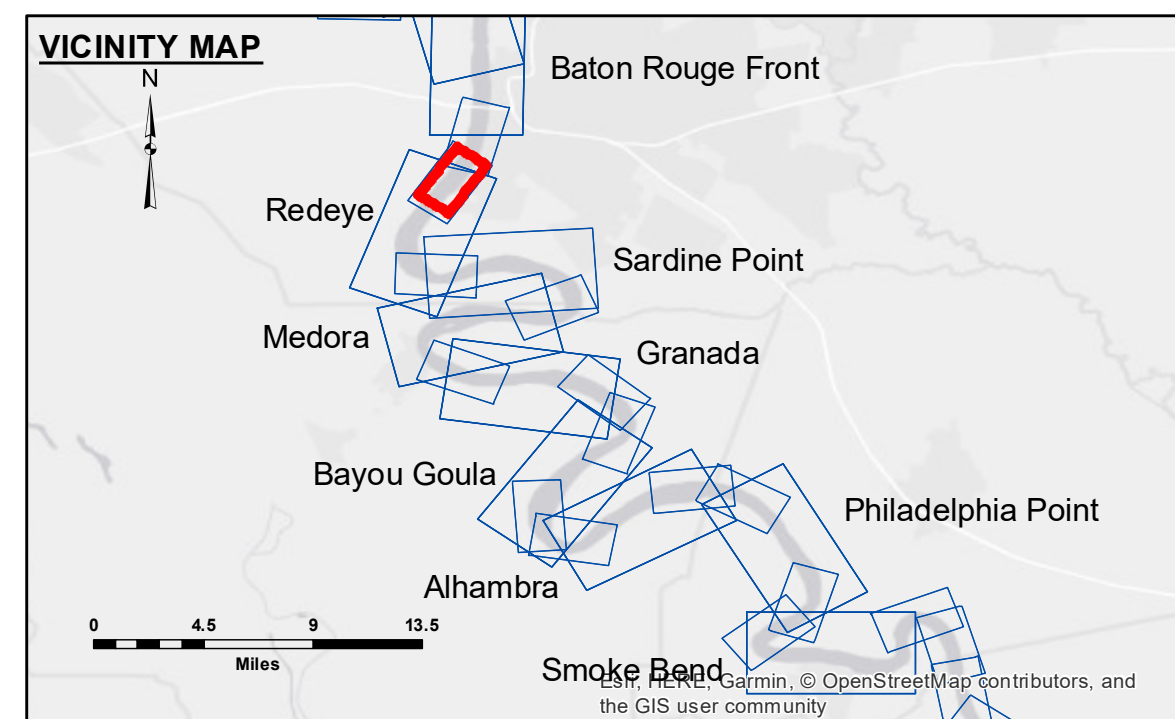 VICINITY MAP
N
Baton Rouge Front
Redeye
Sardine Point
Medora
Granada
Bayou Goula
Philadelphia Point
Alhambra
0 4.5 9 13.5
Miles
Smoke Bend
Esri, HERE, Garmin, © OpenStreetMap contributors, and
the GIS user community